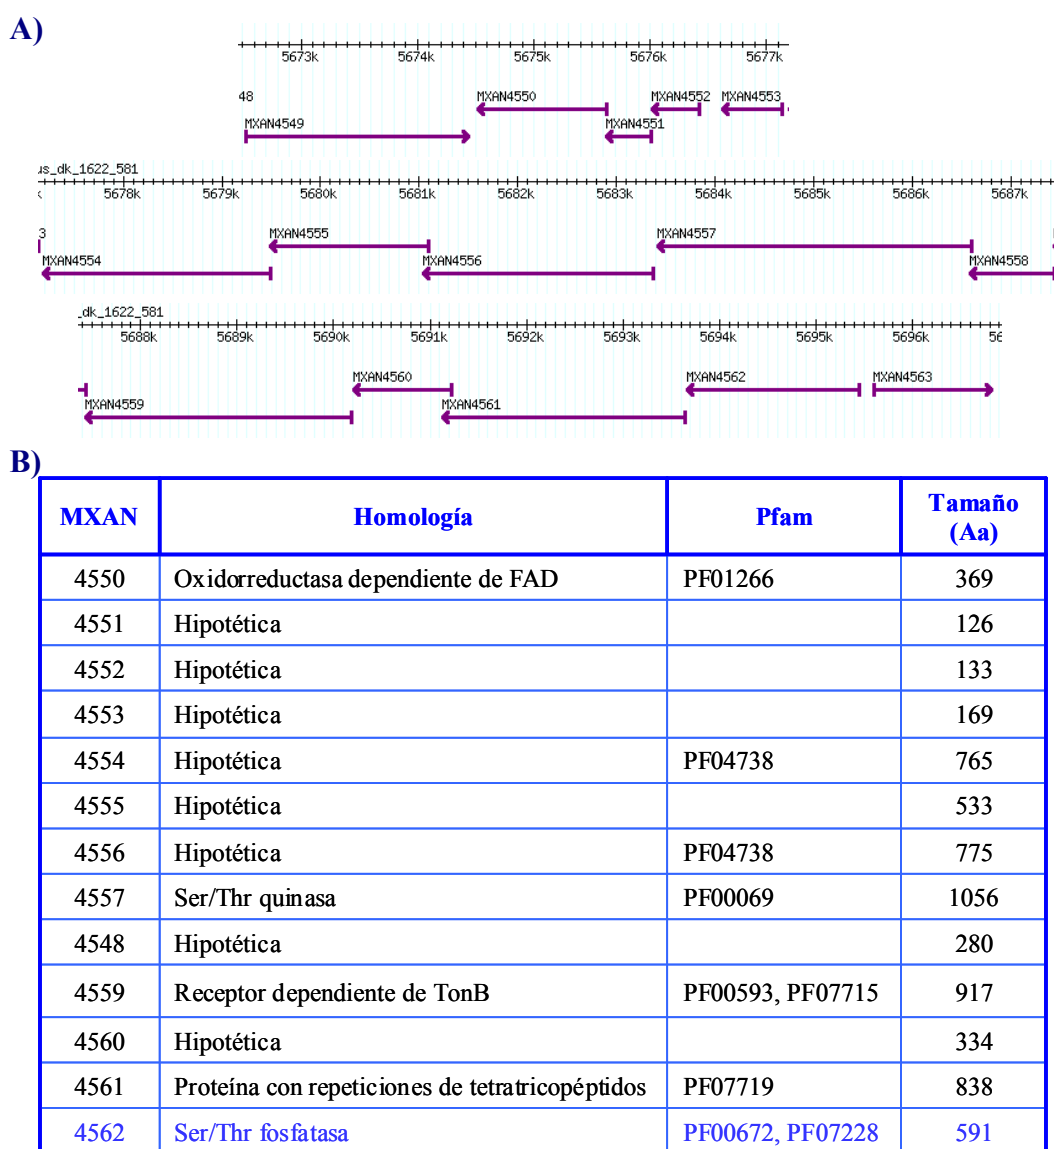 A)
5673k 5674k 5675k 5676k 5677k
48 MXAN4550 MXAN4552 MXAN4553
MXAN4549 MXAN4551
us_dk_1622_581
5678k 5679k 5680k 5681k 5682k 5683k 5684k 5685k 5686k 5687k
3 MXAN4555 MXAN4557
MXAN4554 MXAN4556 MXAN4558
_dk_1622_581
5688k 5689k 5690k 5691k 5692k 5693k 5694k 5695k 5696k 5
MXAN4560 MXAN4562 MXAN4563
MXAN4559 MXAN4561
B)
MXAN Homología Pfam Tamaño
(Aa)
4550 Oxidorreductasa dependiente de FAD PF01266 369
4551 Hipotética 126
4552 Hipotética 133
4553 Hipotética 169
4554 Hipotética PF04738 765
4555 Hipotética 533
4556 Hipotética PF04738 775
4557 Ser/Thr quinasa PF00069 1056
4548 Hipotética 280
4559 Receptor dependiente de TonB PF00593, PF07715 917
4560 Hipotética 334
4561 Proteína con repeticiones de tetratricopéptidos PF07719 838
4562 Ser/Thr fosfatasa PF00672, PF07228 591